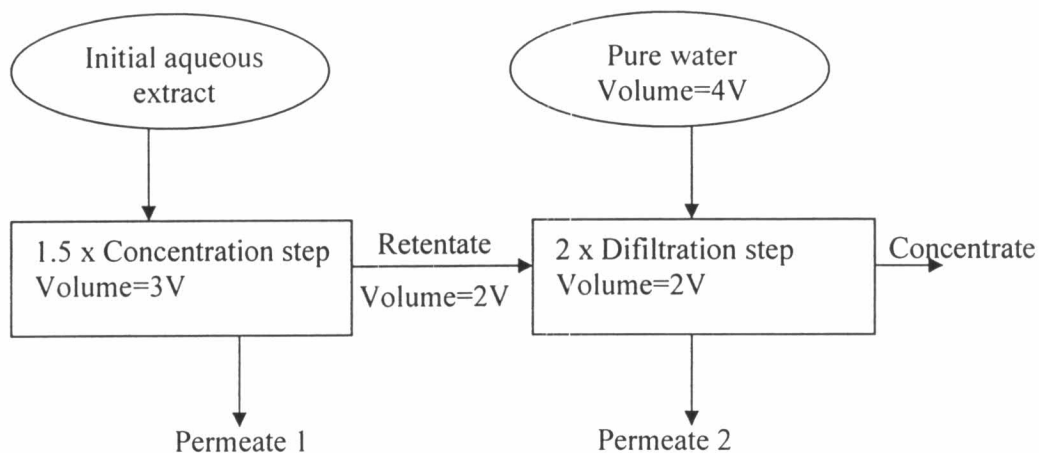 Initial aqueous
extract
Pure water
Volume=4V
1.5 x Concentration step
Volume=3V
Retentate
Volume=2V
2 x Difiltration step
Volume=2V
Concentrate
Permeate 1
Permeate 2